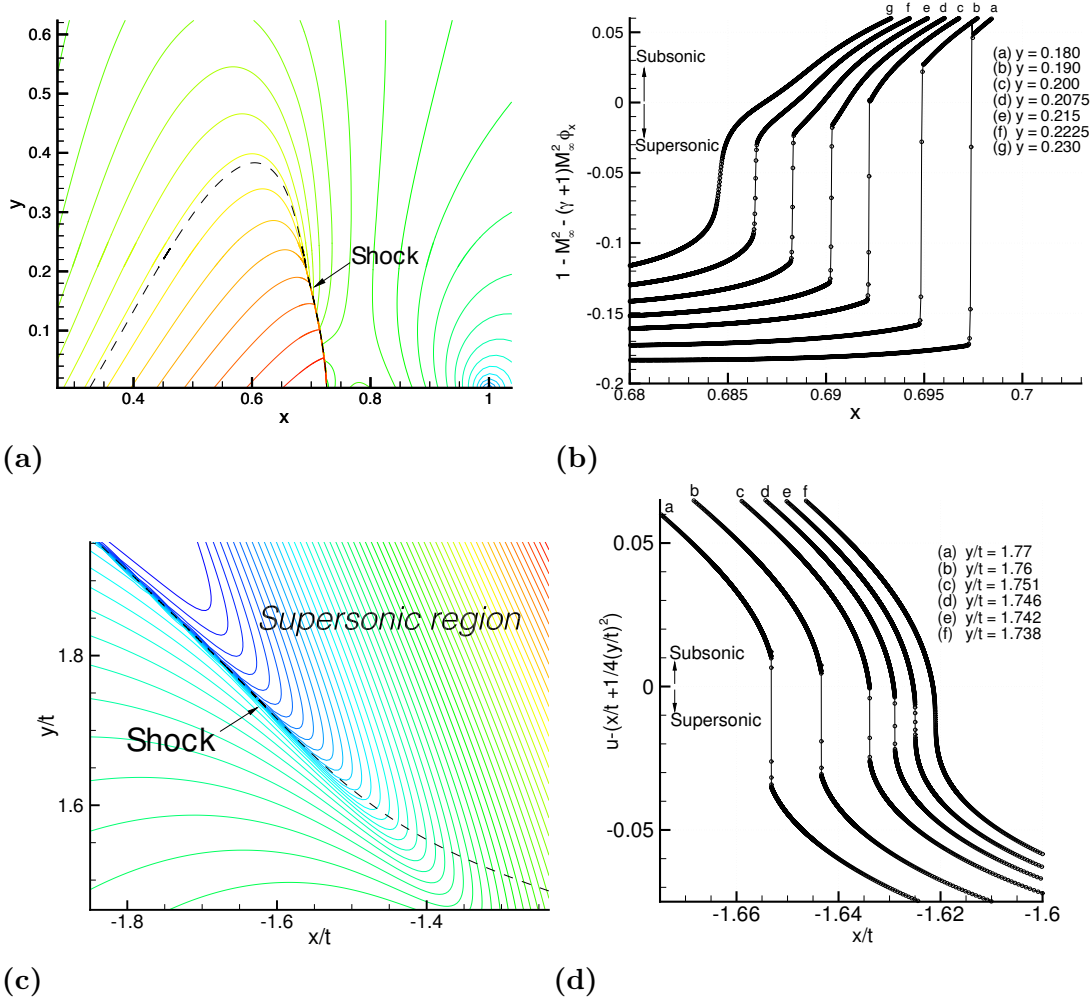 0.6
0.5
0.4
0.3
0.2
0.1
y
0.4
0.6
0.8
1
x
Shock
(a)
g f e d c b a
0.05
0
-0.05
-0.1
-0.15
-0.2
1 - M²∞ - (γ +1)M²∞ ϕx
Subsonic
Supersonic
(a) y = 0.180
(b) y = 0.190
(c) y = 0.200
(d) y = 0.2075
(e) y = 0.215
(f) y = 0.2225
(g) y = 0.230
0.68
0.685
0.69
0.695
0.7
x
(b)
1.8
1.6
y/t
Supersonic region
Shock
-1.8
-1.6
-1.4
x/t
(c)
a b c d e f
0.05
0
-0.05
u-(x/t +1/4(y/t)²)
Subsonic
Supersonic
(a) y/t = 1.77
(b) y/t = 1.76
(c) y/t = 1.751
(d) y/t = 1.746
(e) y/t = 1.742
(f) y/t = 1.738
-1.66
-1.64
-1.62
-1.6
x/t
(d)